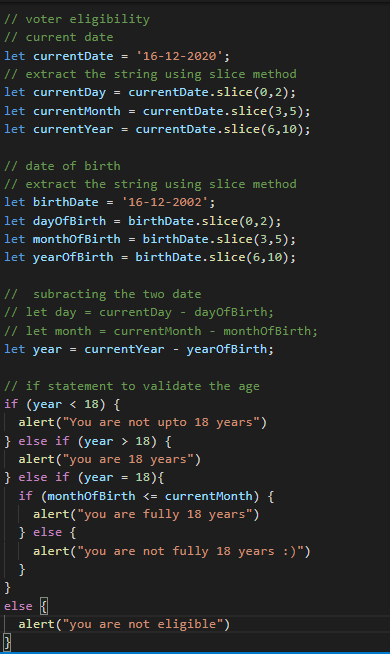 // voter eligibility
// current date
let currentDate = '16-12-2020';
// extract the string using slice method
let currentDay = currentDate.slice(0,2);
let currentMonth = currentDate.slice(3,5);
let currentYear = currentDate.slice(6,10);

// date of birth
// extract the string using slice method
let birthDate = '16-12-2002';
let dayOfBirth = birthDate.slice(0,2);
let monthOfBirth = birthDate.slice(3,5);
let yearOfBirth = birthDate.slice(6,10);

//  subracting the two date
// let day = currentDay - dayOfBirth;
// let month = currentMonth - monthOfBirth;
let year = currentYear - yearOfBirth;

// if statement to validate the age
if (year < 18) {
  alert("You are not upto 18 years")
} else if (year > 18) {
  alert("you are 18 years")
} else if (year = 18){
  if (monthOfBirth <= currentMonth) {
    alert("you are fully 18 years")
  } else {
    alert("you are not fully 18 years :)")
  }
}
else {
  alert("you are not eligible")
}